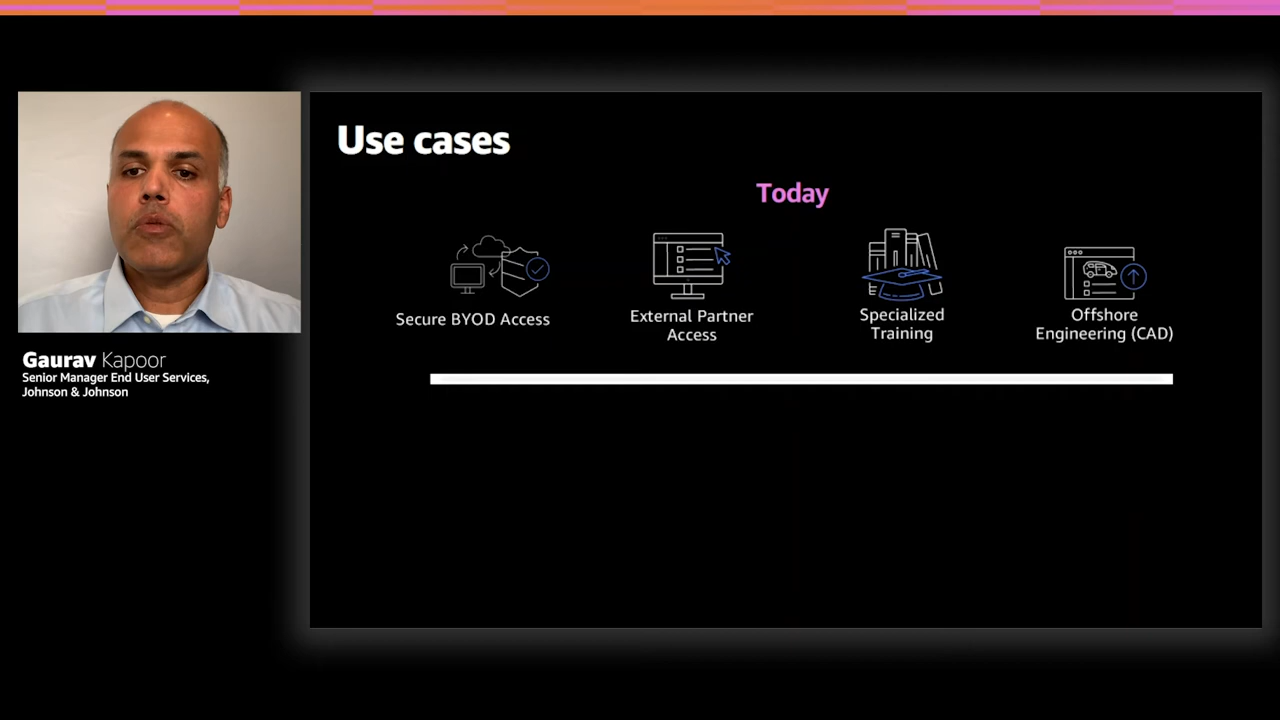 Use cases
Today
Secure BYOD Access
External Partner
Access
Specialized
Training
Offshore
Engineering (CAD)
Gaurav Kapoor
Senior Manager End User Services,
Johnson & Johnson